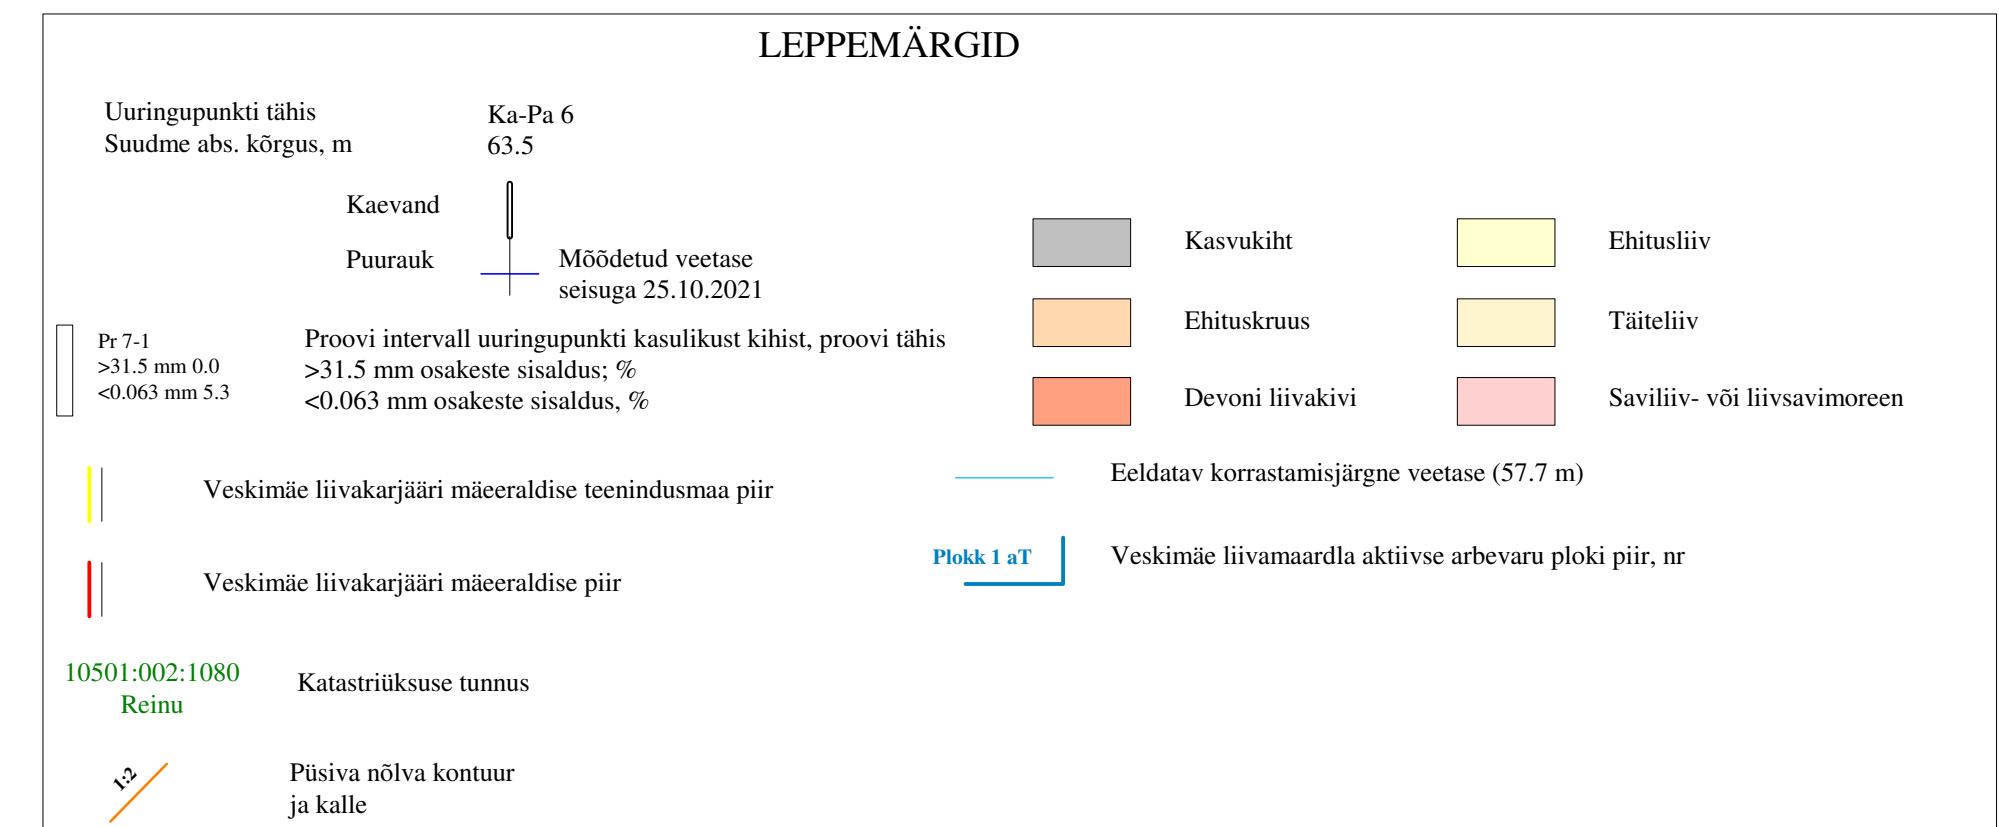 LEPPEMÄRGID
Uuringupunkti tähis
Suudme abs. kõrgus, m
Ka-Pa 6
63.5
Kaevand
Puurauk
Mõõdetud veetase
seisuga 25.10.2021
Pr 7-1
>31.5 mm 0.0
<0.063 mm 5.3
Proovi intervall uuringupunkti kasulikust kihist, proovi tähis
>31.5 mm osakeste sisaldus; %
<0.063 mm osakeste sisaldus, %
Veskimäe liivakarjääri mäeeraldise teenindusmaa piir
Veskimäe liivakarjääri mäeeraldise piir
10501:002:1080
Reinu
Katastriüksuse tunnus
1:2
Püsiva nõlva kontuur
ja kalle
Kasvukiht
Ehitusliiv
Ehituskruus
Täiteliiv
Devoni liivakivi
Saviliiv- või liivsavimoreen
Eeldatav korrastamisjärgne veetase (57.7 m)
Plokk 1 aT
Veskimäe liivamaardla aktiivse arbevaru ploki piir, nr